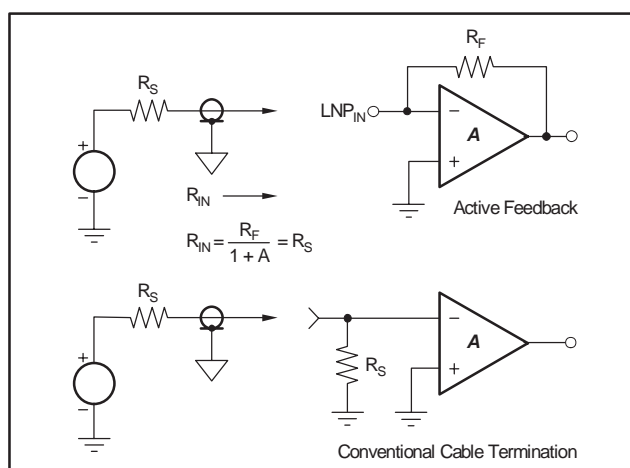 R_F
R_S
LNP_IN
+
−
−
A
+
−
+
R_IN
Active Feedback
R_IN = R_F / (1 + A) = R_S
R_S
+
−
−
A
+
R_S
Conventional Cable Termination